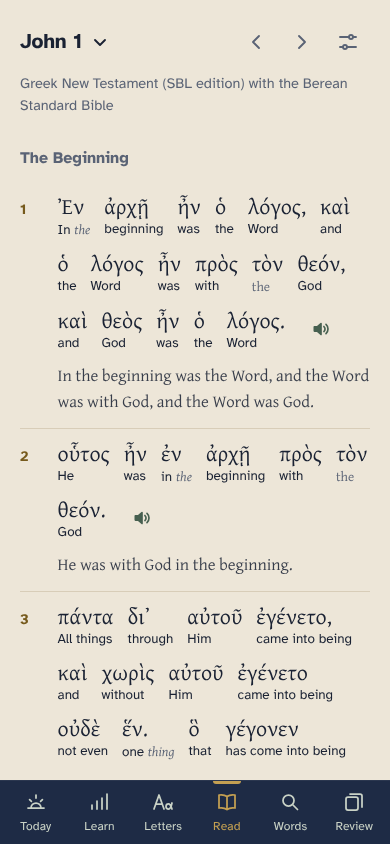 John 1
Greek New Testament (SBL edition) with the Berean
Standard Bible
The Beginning
1 Ἐν ἀρχῇ ἦν ὁ λόγος, καὶ
In the beginning was the Word and
ὁ λόγος ἦν πρὸς τὸν θεόν,
the Word was with the God
καὶ θεὸς ἦν ὁ λόγος.
and God was the Word
In the beginning was the Word, and the Word
was with God, and the Word was God.
2 οὗτος ἦν ἐν ἀρχῇ πρὸς τὸν
He was in the beginning with the
θεόν.
God
He was with God in the beginning.
3 πάντα δι’ αὐτοῦ ἐγένετο,
All things through Him came into being
καὶ χωρὶς αὐτοῦ ἐγένετο
and without Him came into being
οὐδὲ ἕν. ὃ γέγονεν
not even one thing that has come into being
Today Learn Letters Read Words Review